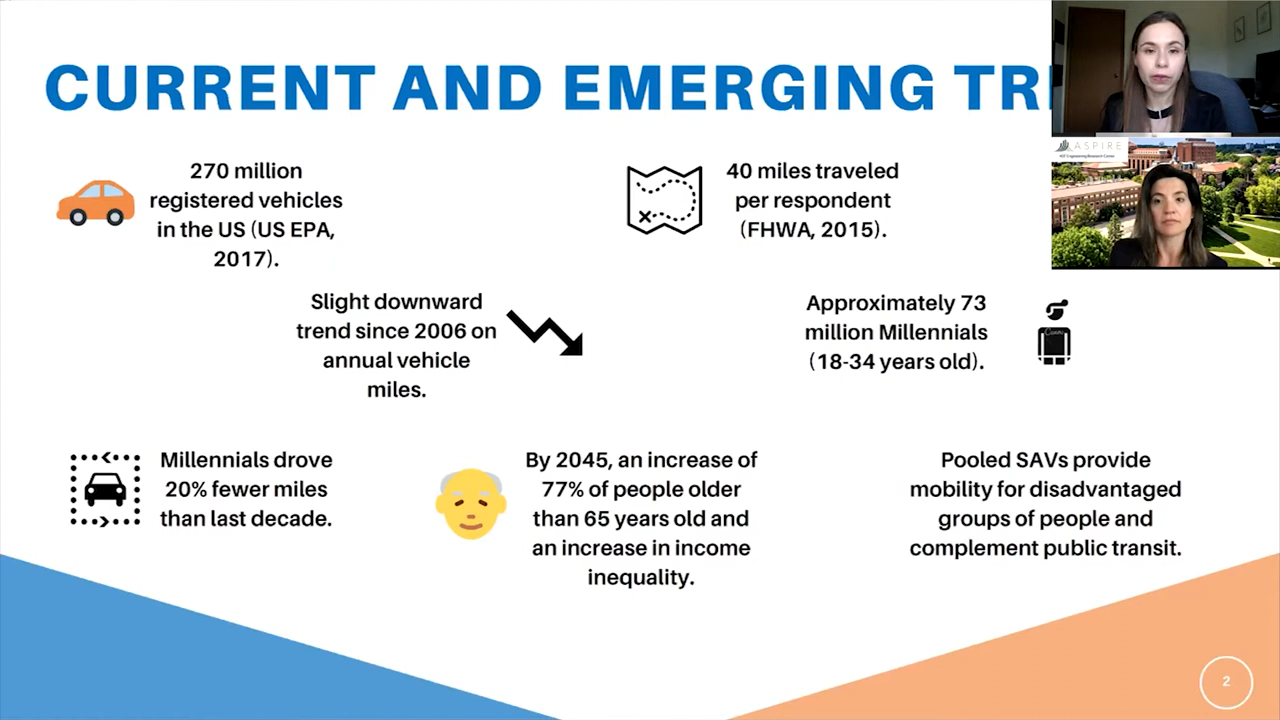 CURRENT AND EMERGING TR
270 million
registered vehicles
in the US (US EPA,
2017).
40 miles traveled
per respondent
(FHWA, 2015).
ASPIRE
NSF Engineering Research Center
Slight downward
trend since 2006 on
annual vehicle
miles.
Approximately 73
million Millennials
(18-34 years old).
Millennials drove
20% fewer miles
than last decade.
By 2045, an increase of
77% of people older
than 65 years old and
an increase in income
inequality.
Pooled SAVs provide
mobility for disadvantaged
groups of people and
complement public transit.
2